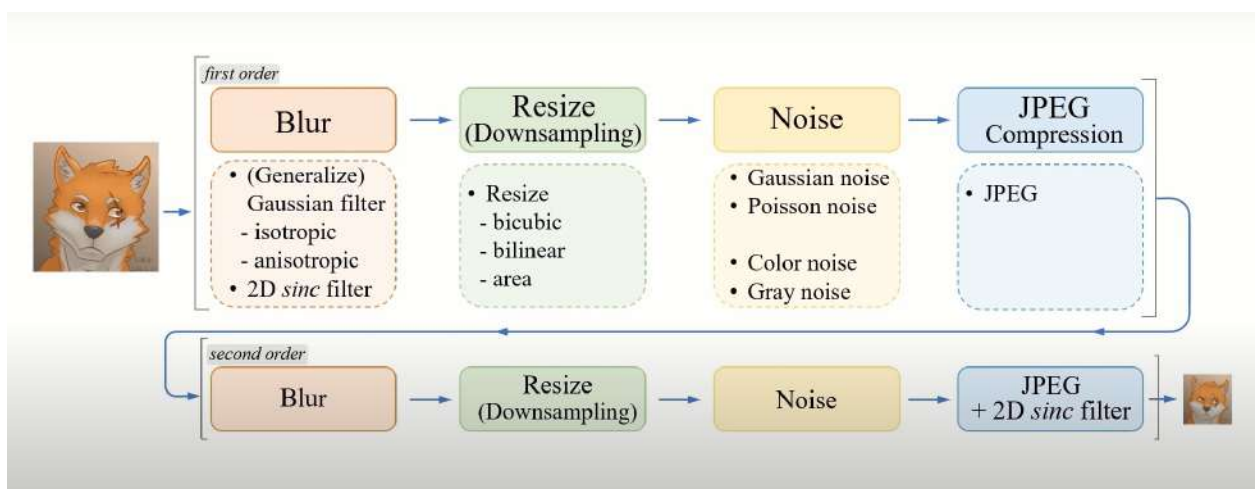 first order
Blur
Resize
(Downsampling)
Noise
JPEG
Compression
• (Generalize)
Gaussian filter
- isotropic
- anisotropic
• 2D sinc filter
• Resize
- bicubic
- bilinear
- area
• Gaussian noise
• Poisson noise
• Color noise
• Gray noise
• JPEG
second order
Blur
Resize
(Downsampling)
Noise
JPEG
+ 2D sinc filter